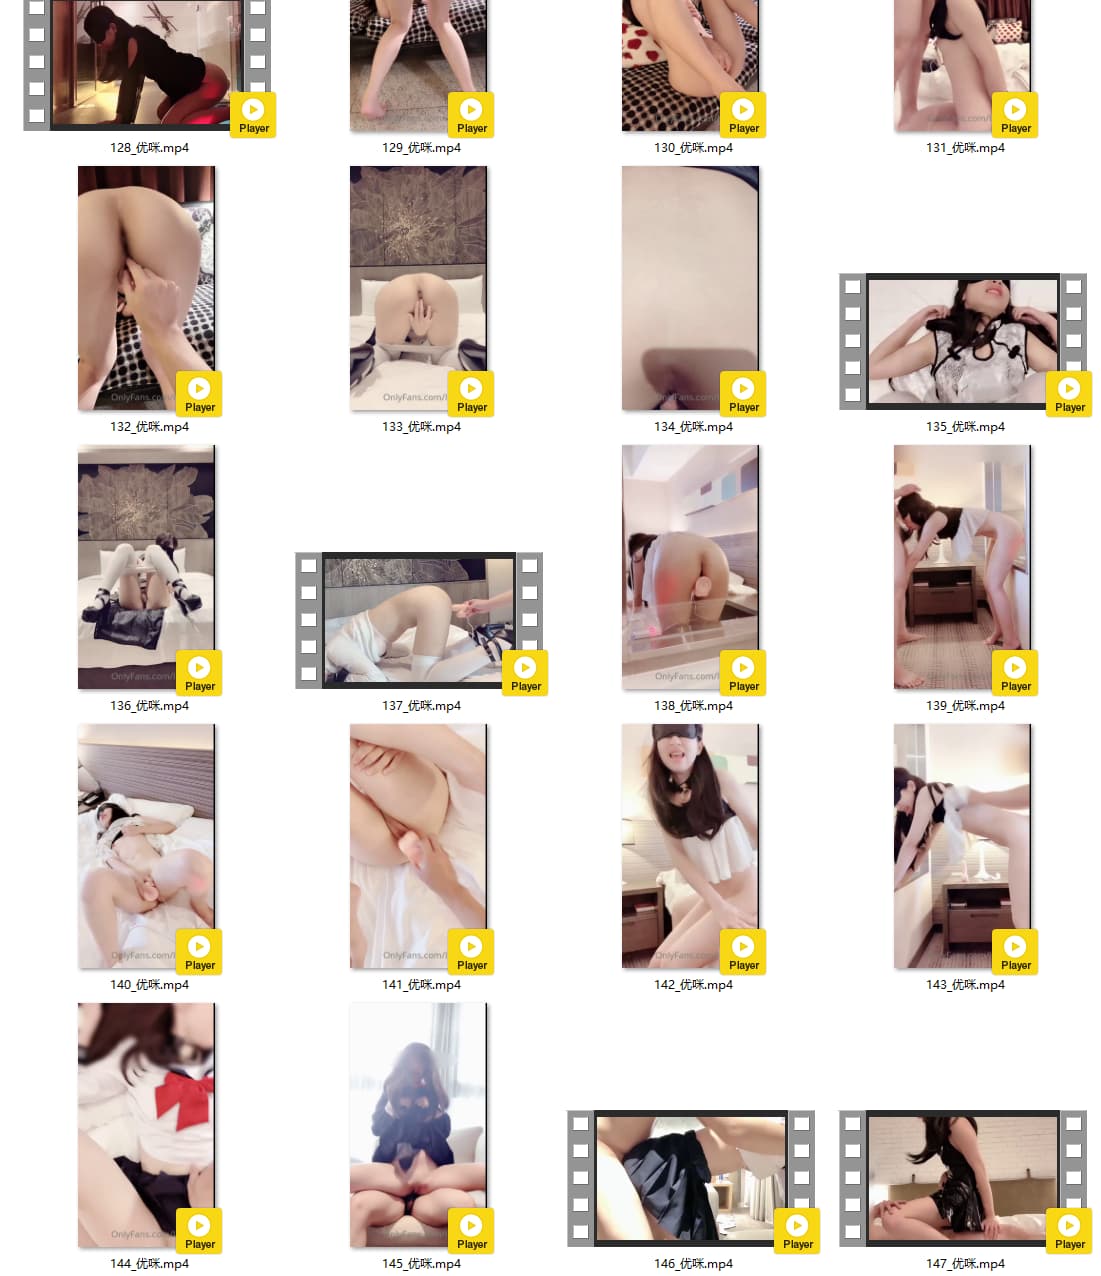 Player Player Player Player
128_优咪.mp4 129_优咪.mp4 130_优咪.mp4 131_优咪.mp4
OnlyFans.com/ OnlyFans.com/
Player Player Player Player
132_优咪.mp4 133_优咪.mp4 134_优咪.mp4 135_优咪.mp4
OnlyFans.com/ OnlyFans.com/
Player Player Player Player
136_优咪.mp4 137_优咪.mp4 138_优咪.mp4 139_优咪.mp4
OnlyFans.com/
Player Player Player Player
140_优咪.mp4 141_优咪.mp4 142_优咪.mp4 143_优咪.mp4
OnlyFans.com/
Player Player Player Player
144_优咪.mp4 145_优咪.mp4 146_优咪.mp4 147_优咪.mp4